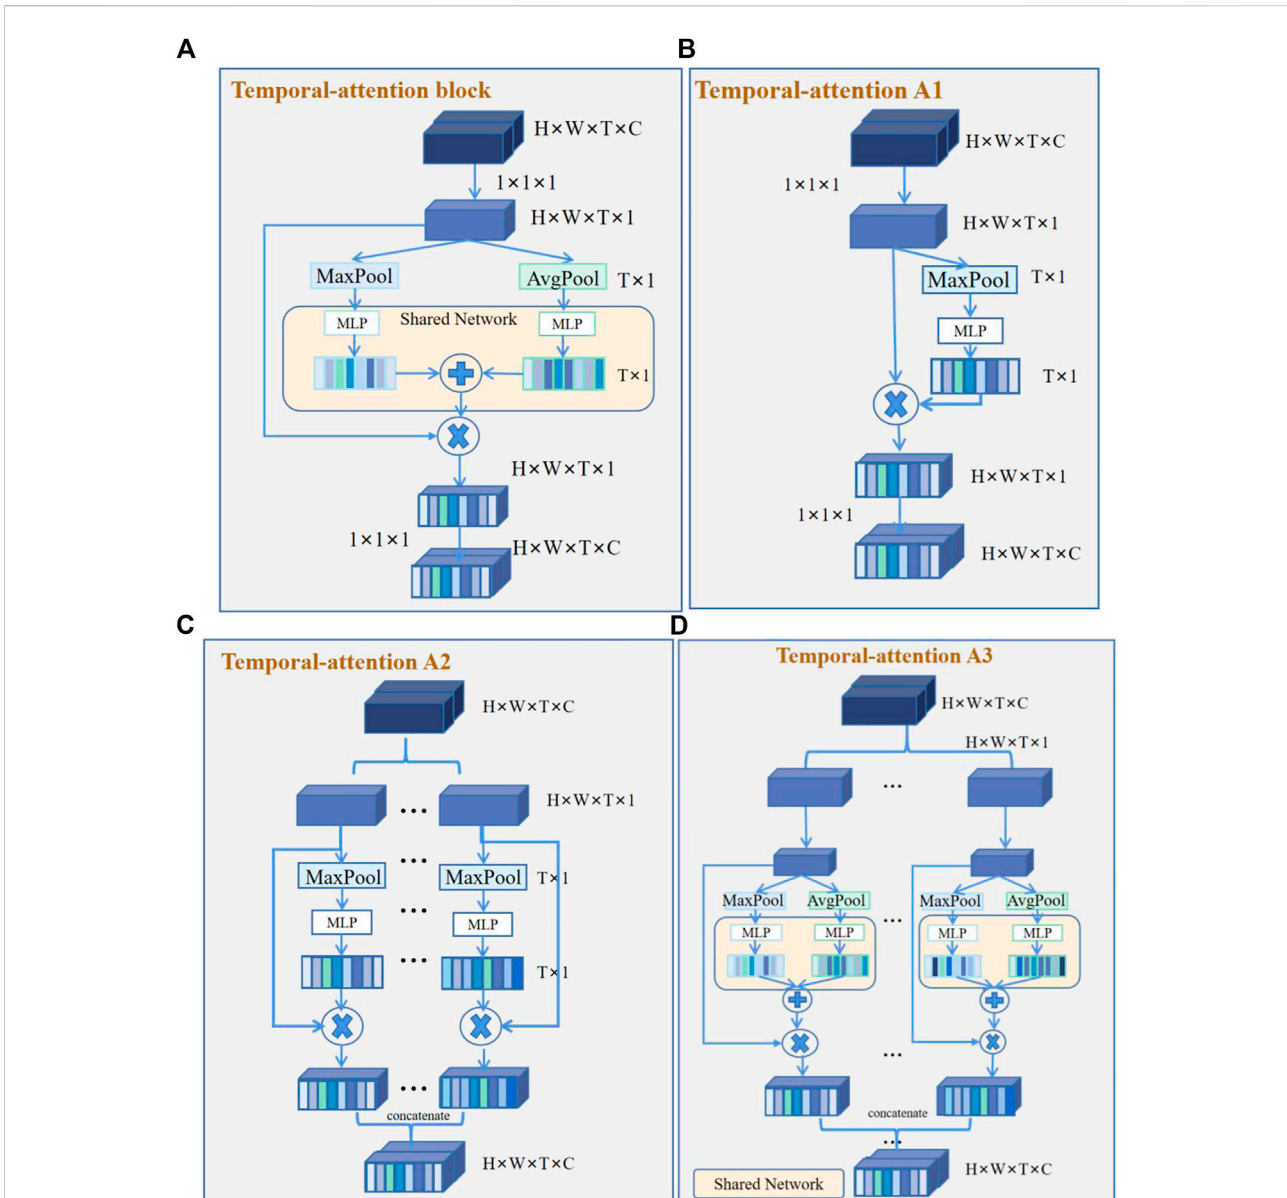 A
Temporal-attention block
H×W×T×C
1×1×1
H×W×T×1
MaxPool
AvgPool
T×1
MLP
Shared Network
MLP
T×1
H×W×T×1
1×1×1
H×W×T×C
B
Temporal-attention A1
H×W×T×C
1×1×1
H×W×T×1
MaxPool
T×1
MLP
T×1
H×W×T×1
1×1×1
H×W×T×C
C
Temporal-attention A2
H×W×T×C
...
H×W×T×1
...
MaxPool
MaxPool
T×1
...
MLP
MLP
...
T×1
...
concatenate
H×W×T×C
D
Temporal-attention A3
H×W×T×C
H×W×T×1
...
MaxPool
AvgPool
...
MaxPool
AvgPool
MLP
MLP
MLP
MLP
...
concatenate
...
H×W×T×C
Shared Network